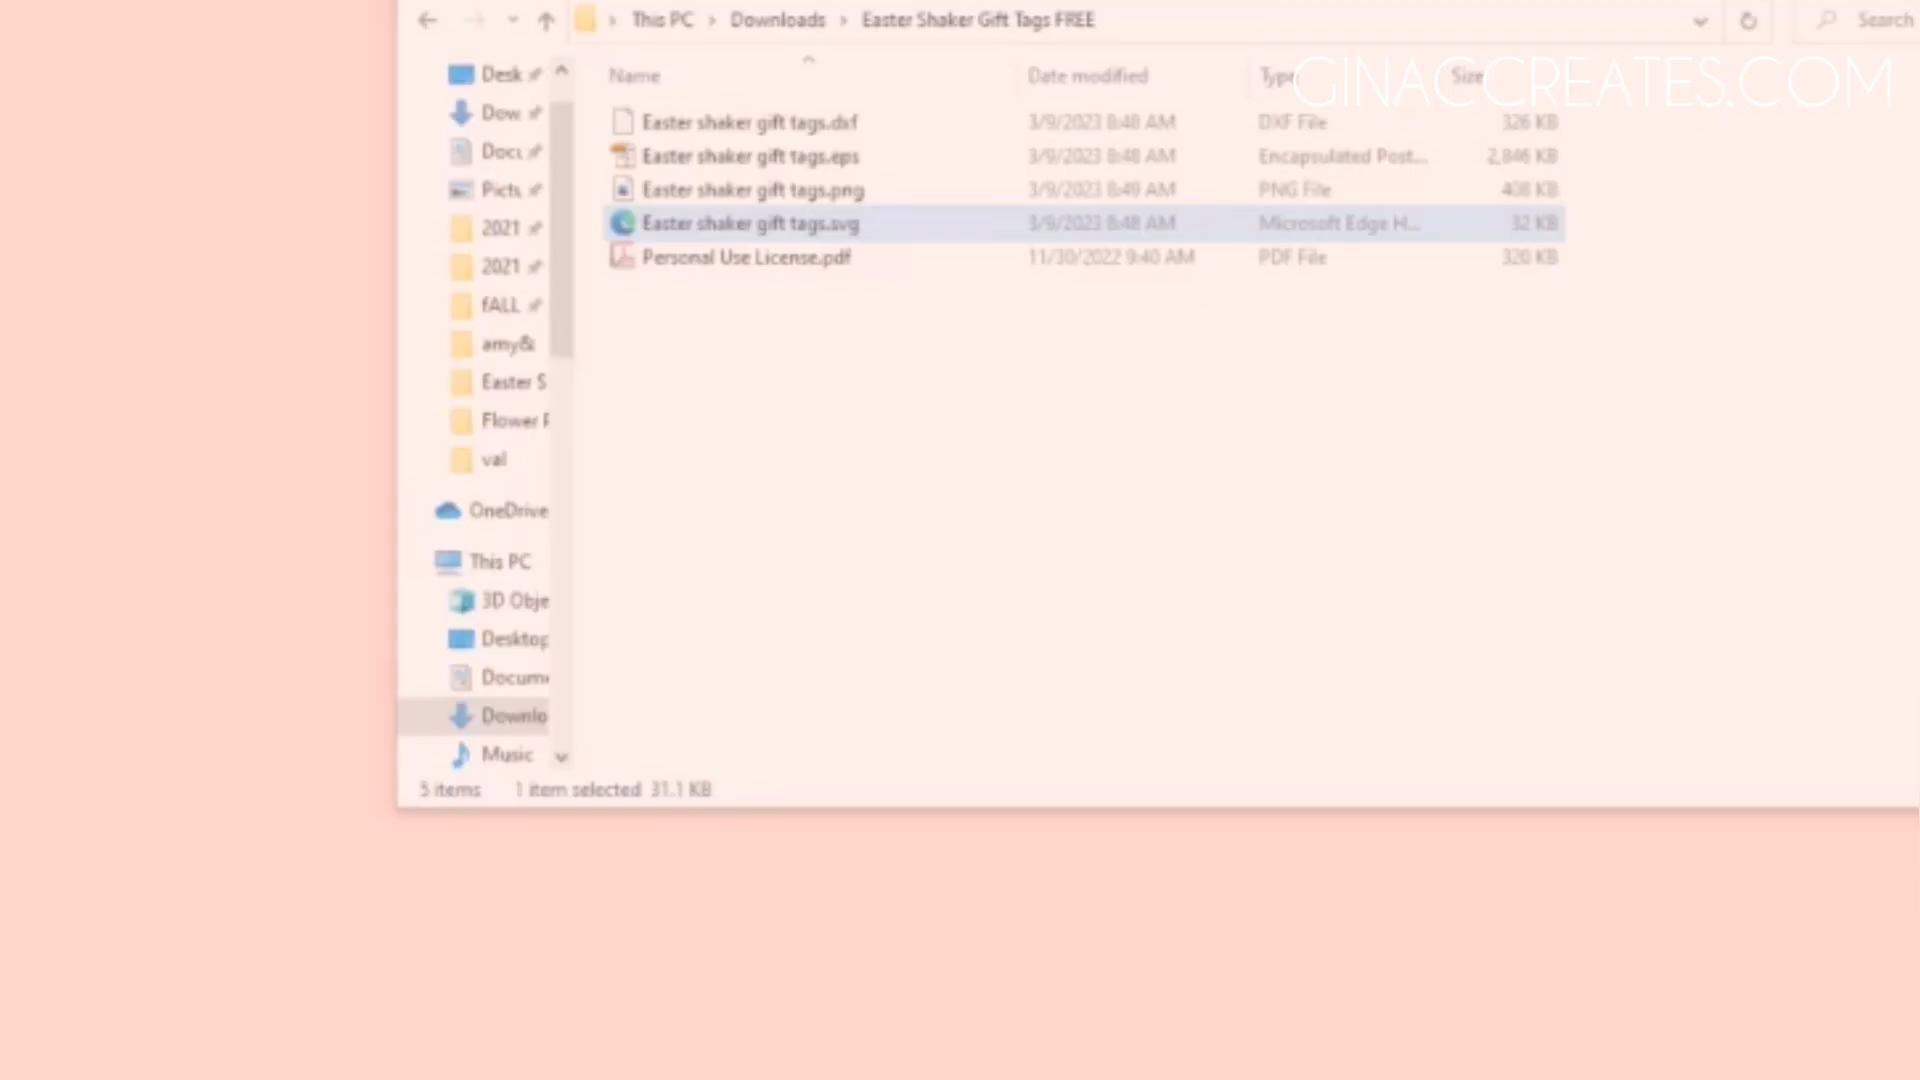 This PC > Downloads > Easter Shaker Gift Tags FREE
Search
GINACCREATES.COM
Name Date modified Type Size
Easter shaker gift tags.dxf 3/9/2023 8:48 AM DXF File 326 KB
Easter shaker gift tags.eps 3/9/2023 8:48 AM Encapsulated Post... 2,846 KB
Easter shaker gift tags.png 3/9/2023 8:49 AM PNG File 408 KB
Easter shaker gift tags.svg 3/9/2023 8:48 AM Microsoft Edge H... 32 KB
Personal Use License.pdf 11/30/2022 9:40 AM PDF File 320 KB
Desk
Dow
Docu
Pictu
2021
2021
fALL
amy&
Easter S
Flower P
val
OneDrive
This PC
3D Obje
Desktop
Docume
Downlo
Music
5 items 1 item selected 31.1 KB